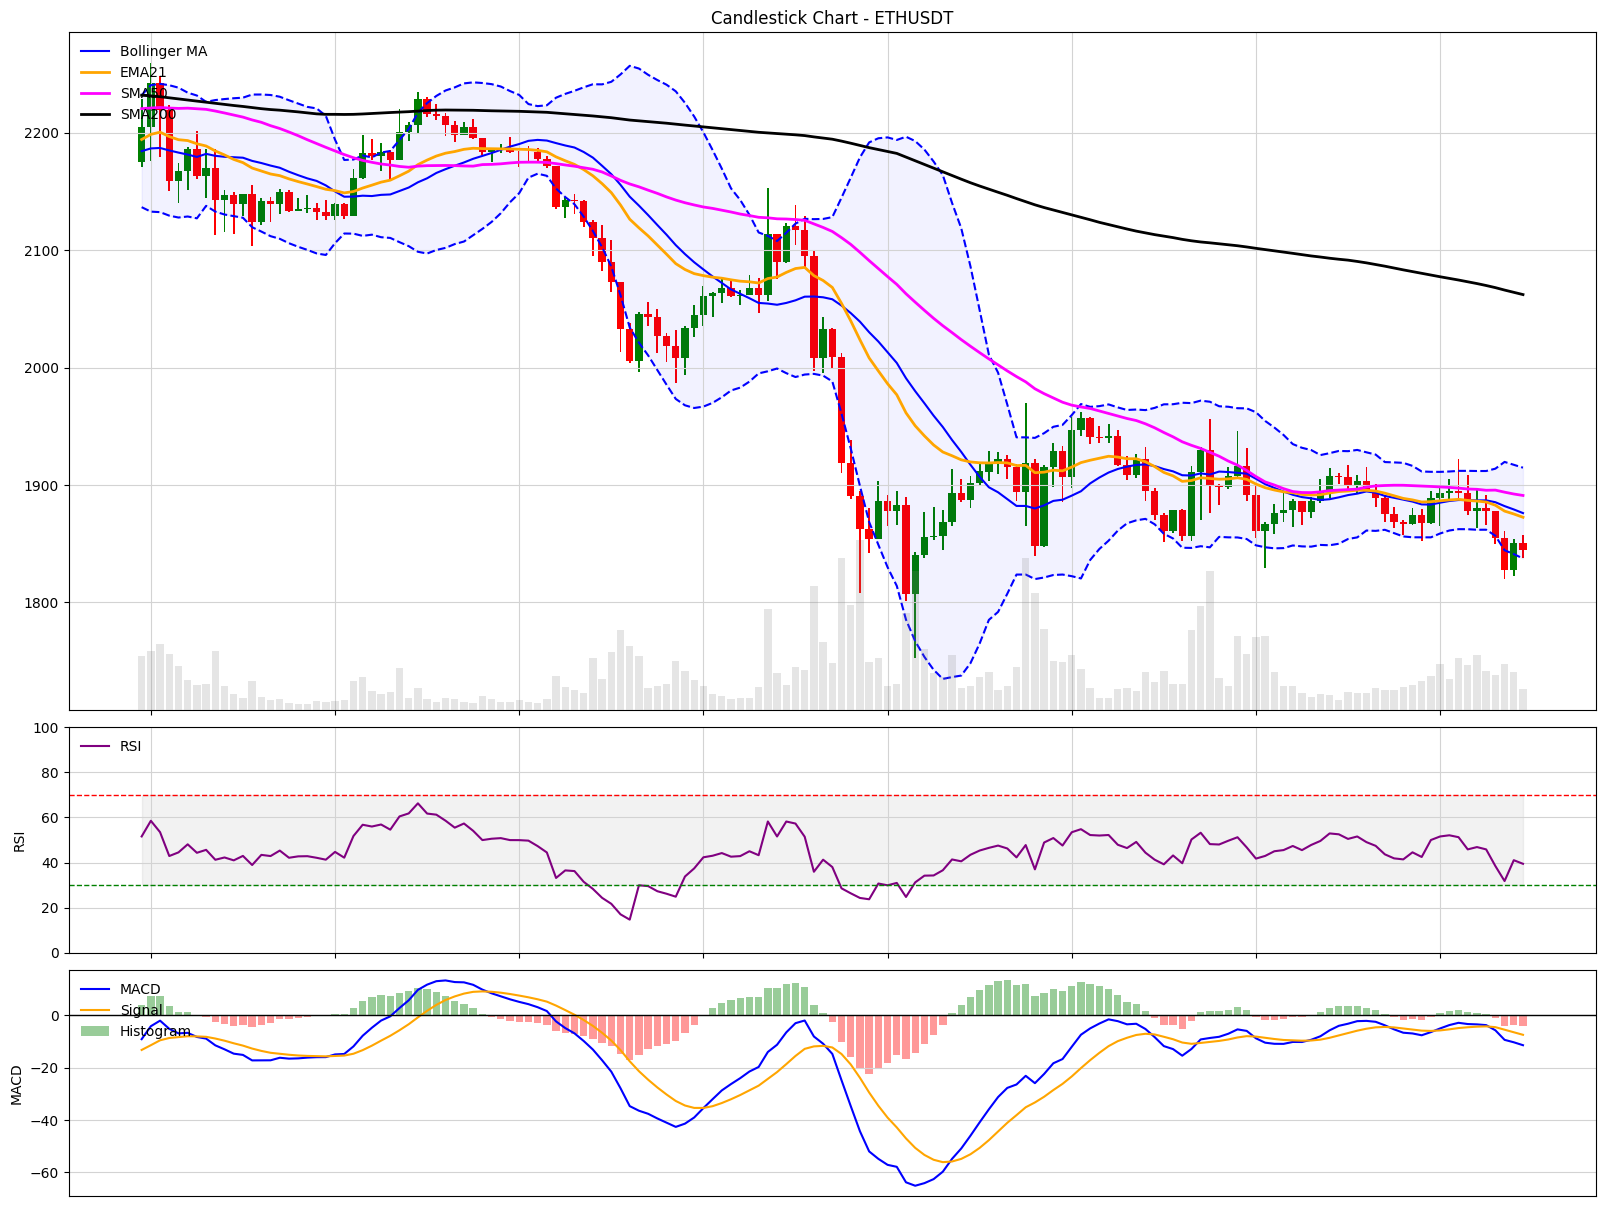 Candlestick Chart - ETHUSDT
Bollinger MA
EMA21
SMA50
SMA200
2200
2100
2000
1900
1800
100
80
60
40
20
0
RSI
RSI
0
−20
−40
−60
MACD
MACD
Signal
Histogram